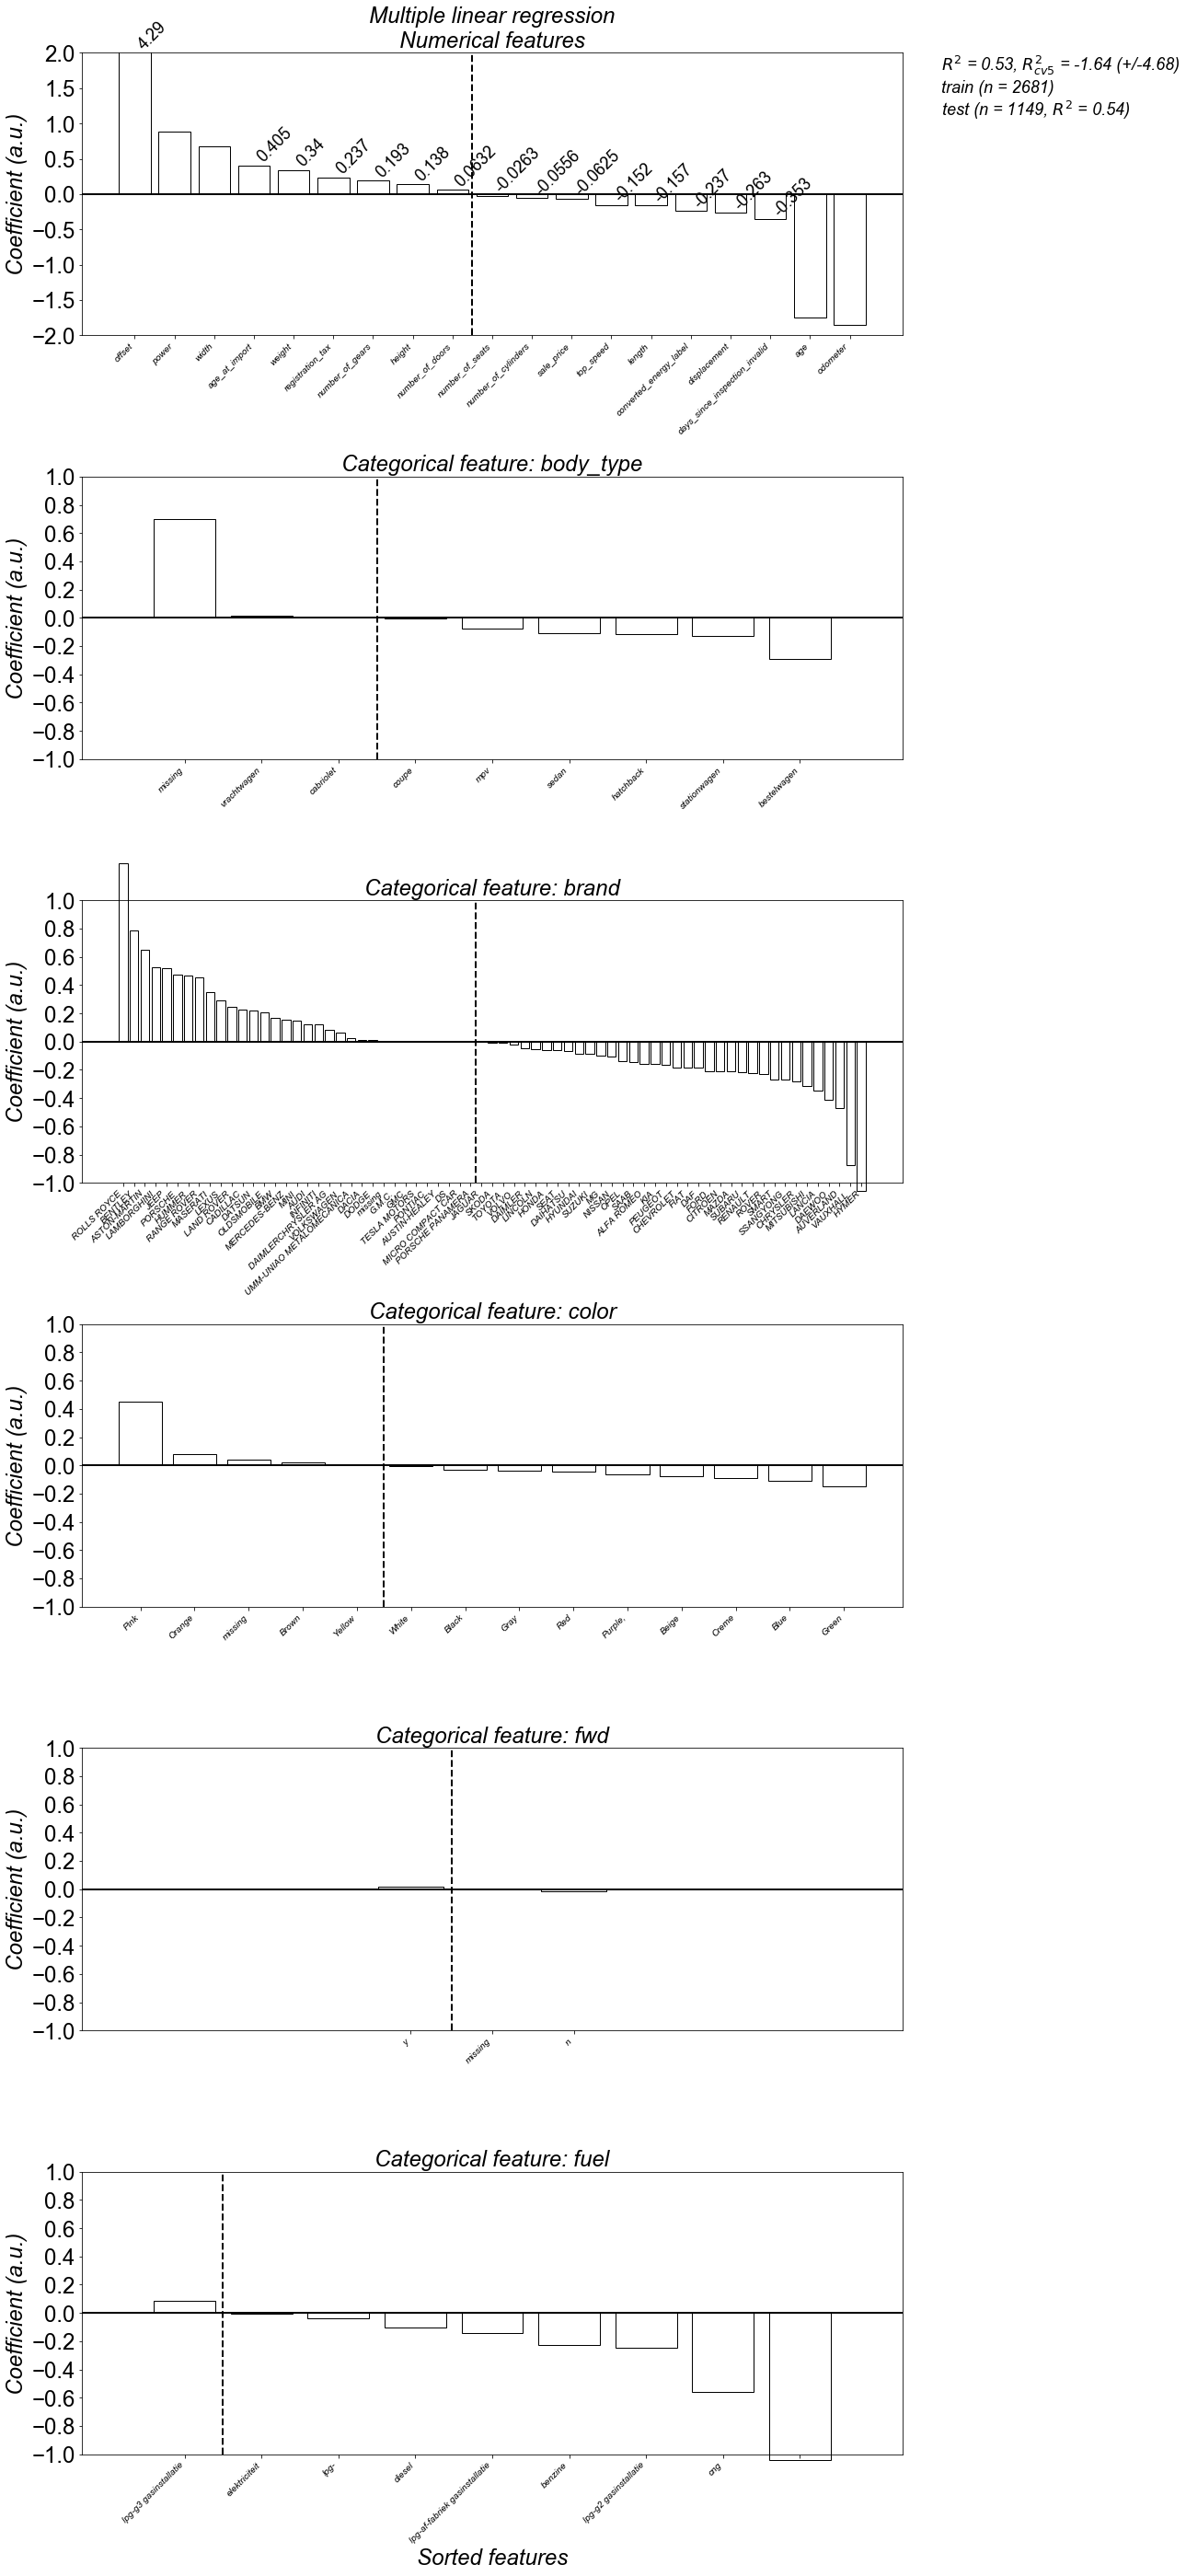 Multiple linear regression
Numerical features
R² = 0.53, R²cv5 = -1.64 (+/-4.68)
train (n = 2681)
test (n = 1149, R² = 0.54)
Coefficient (a.u.)
2.0
1.5
1.0
0.5
0.0
−0.5
−1.0
−1.5
−2.0
4.29
0.405
0.34
0.237
0.193
0.138
0.0632
-0.0263
-0.0556
-0.0625
-0.152
-0.157
-0.237
-0.263
-0.353
offset
power
width
age_at_import
weight
registration_tax
number_of_gears
height
number_of_doors
number_of_seats
number_of_cylinders
sale_price
top_speed
length
converted_energy_label
displacement
days_since_inspection_invalid
age
odometer
Categorical feature: body_type
Coefficient (a.u.)
1.0
0.8
0.6
0.4
0.2
0.0
−0.2
−0.4
−0.6
−0.8
−1.0
missing
vrachtwagen
cabriolet
coupe
mpv
sedan
hatchback
stationwagen
bestelwagen
Categorical feature: brand
Coefficient (a.u.)
1.0
0.8
0.6
0.4
0.2
0.0
−0.2
−0.4
−0.6
−0.8
−1.0
ROLLS ROYCE
BENTLEY
ASTON MARTIN
LAMBORGHINI
JEEP
PORSCHE
HUMMER
RANGE ROVER
MASERATI
LEXUS
LAND ROVER
CADILLAC
DATSUN
OLDSMOBILE
BMW
MERCEDES-BENZ
MINI
AUDI
INFINITI
DAIMLERCHRYSLER AG
VOLKSWAGEN
UMM-UNIAO METALOMECANICA
DACIA
DODGE
missing
G.M.C.
GMC
TESLA MOTORS
PONTIAC
AUSTIN-HEALEY
DS
MICRO COMPACT CAR
PORSCHE PANAMERA
JAGUAR
SKODA
TOYOTA
VOLVO
DAIMLER
LINCOLN
HONDA
SEAT
DAIHATSU
HYUNDAI
SUZUKI
MG
NISSAN
OPEL
SAAB
ALFA ROMEO
KIA
PEUGEOT
CHEVROLET
FIAT
DAF
FORD
CITROEN
MAZDA
SUBARU
RENAULT
ROVER
SMART
SSANGYONG
CHRYSLER
MITSUBISHI
LANCIA
DAEWOO
AUVERLAND
VAUXHALL
HYMER
Categorical feature: color
Coefficient (a.u.)
1.0
0.8
0.6
0.4
0.2
0.0
−0.2
−0.4
−0.6
−0.8
−1.0
Pink
Orange
missing
Brown
Yellow
White
Black
Gray
Red
Purple,
Beige
Creme
Blue
Green
Categorical feature: fwd
Coefficient (a.u.)
1.0
0.8
0.6
0.4
0.2
0.0
−0.2
−0.4
−0.6
−0.8
−1.0
y
missing
n
Categorical feature: fuel
Coefficient (a.u.)
1.0
0.8
0.6
0.4
0.2
0.0
−0.2
−0.4
−0.6
−0.8
−1.0
lpg-g3 gasinstallatie
elektriciteit
lpg-
diesel
lpg-af-fabriek gasinstallatie
benzine
lpg-g2 gasinstallatie
cng
Sorted features